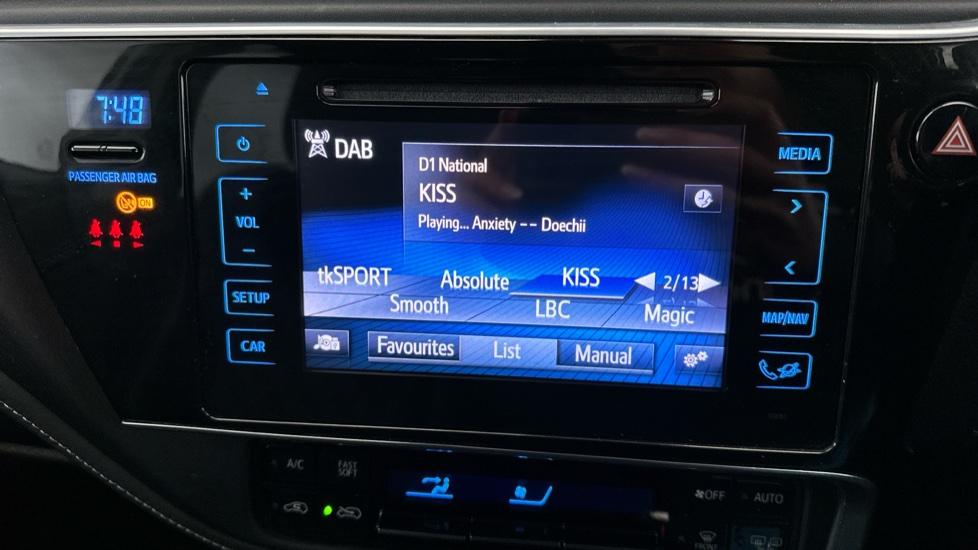 7:48
PASSENGER AIR BAG
ON
VOL
SETUP
CAR
DAB
D1 National
KISS
Playing... Anxiety -- Doechii
tkSPORT Absolute KISS 2/13
Smooth LBC Magic
Favourites List Manual
MEDIA
MAP/NAV
A/C
FAST
SOFT
OFF
AUTO
FRONT